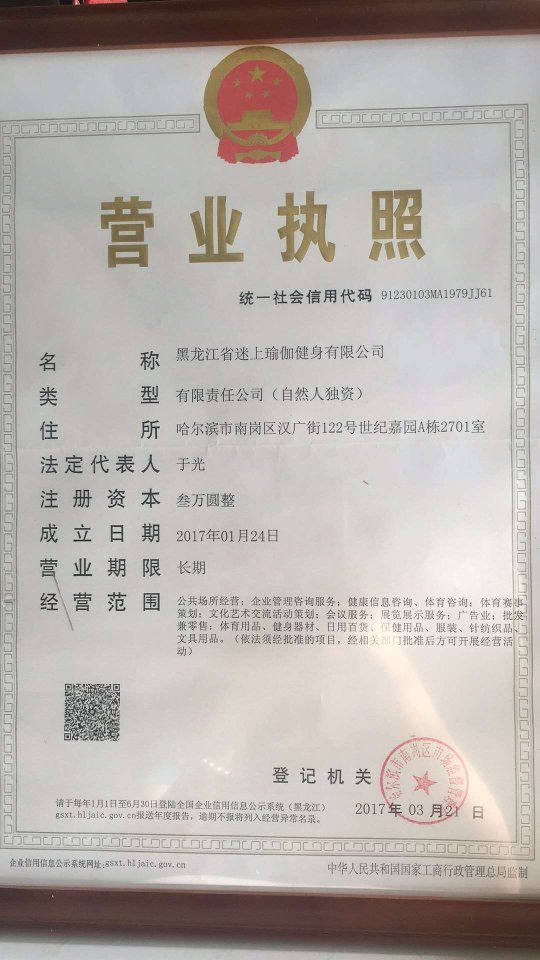 营业执照
统一社会信用代码 91230103MA1979JJ61
名称 黑龙江省迷上瑜伽健身有限公司
类型 有限责任公司（自然人独资）
住所 哈尔滨市南岗区汉广街122号世纪嘉园A栋2701室
法定代表人 于光
注册资本 叁万圆整
成立日期 2017年01月24日
营业期限 长期
经营范围 公共场所经营；企业管理咨询服务；健康信息咨询、体育咨询；体育赛事
策划；文化艺术交流活动策划；会议服务；展览展示服务；广告业；批发
兼零售：体育用品、健身器材、日用百货、保健用品、服装、针纺织品、
文具用品。（依法须经批准的项目，经相关部门批准后方可开展经营活
动）
登记机关
哈尔滨市南岗区市场监督管理局
2017年 03月21日
请于每年1月1日至6月30日登陆全国企业信用信息公示系统（黑龙江）
gsxt.hljaic.gov.cn报送年度报告，逾期不报将列入经营异常名录。
企业信用信息公示系统网址：gsxt.hljaic.gov.cn
中华人民共和国国家工商行政管理总局监制